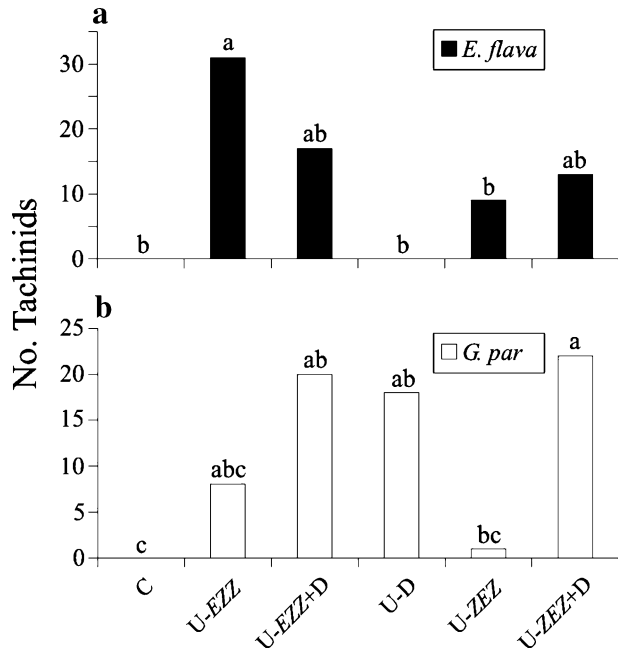 a
E. flava
No. Tachinids
30
20
10
0
b
a
ab
b
b
ab
b
G. par
25
20
15
10
5
0
c
abc
ab
ab
bc
a
C
U-EZZ
U-EZZ+D
U-D
U-ZEZ
U-ZEZ+D